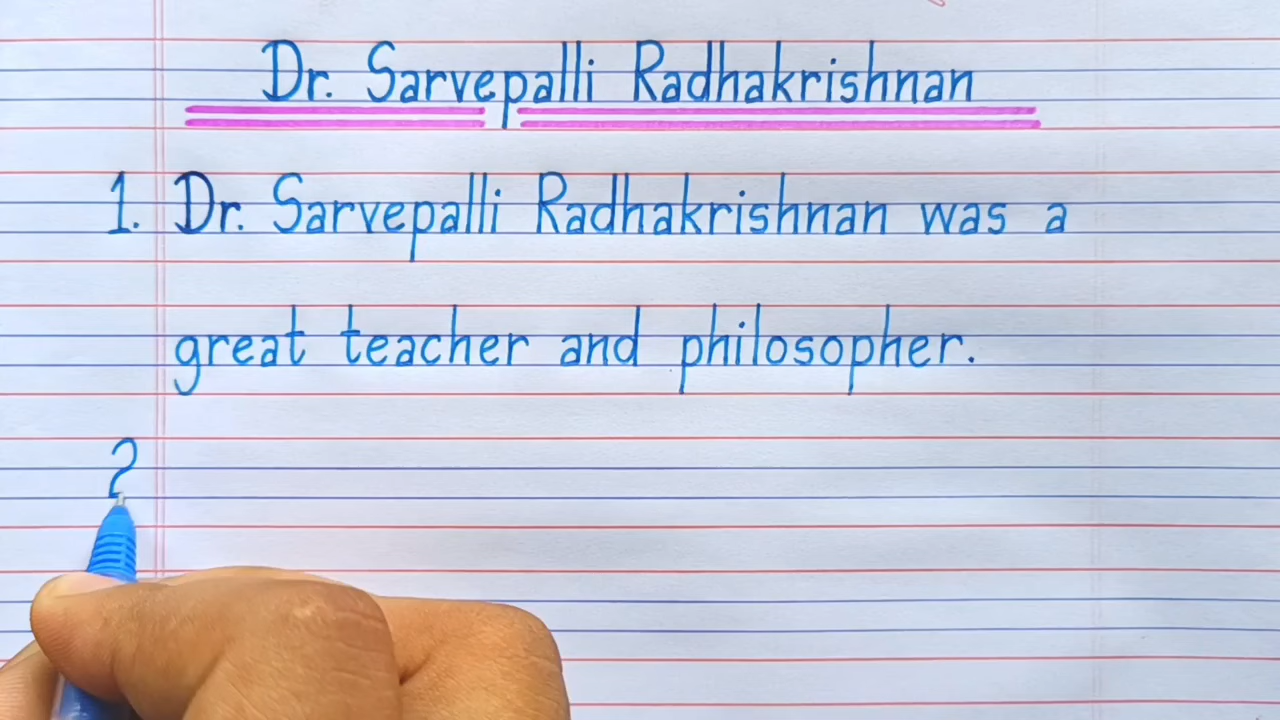 Dr. Sarvepalli Radhakrishnan
1. Dr. Sarvepalli Radhakrishnan was a
great teacher and philosopher.
2